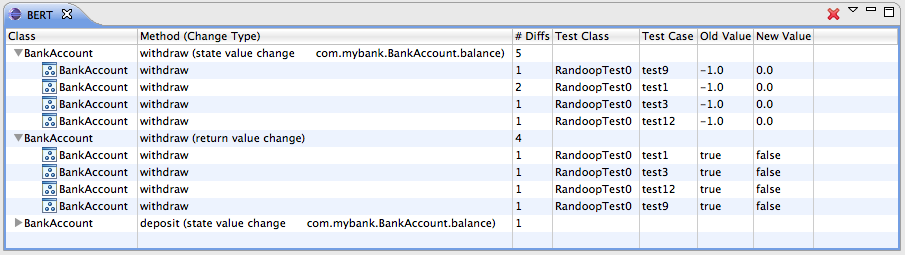 BERT
Class Method (Change Type) # Diffs Test Class Test Case Old Value New Value
BankAccount withdraw (state value change com.mybank.BankAccount.balance) 5
BankAccount withdraw 1 RandoopTest0 test9 -1.0 0.0
BankAccount withdraw 2 RandoopTest0 test1 -1.0 0.0
BankAccount withdraw 1 RandoopTest0 test3 -1.0 0.0
BankAccount withdraw 1 RandoopTest0 test12 -1.0 0.0
BankAccount withdraw (return value change) 4
BankAccount withdraw 1 RandoopTest0 test1 true false
BankAccount withdraw 1 RandoopTest0 test3 true false
BankAccount withdraw 1 RandoopTest0 test12 true false
BankAccount withdraw 1 RandoopTest0 test9 true false
BankAccount deposit (state value change com.mybank.BankAccount.balance) 1